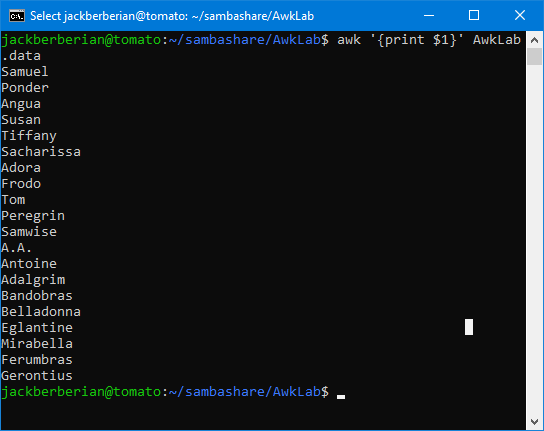 Select jackberberian@tomato: ~/sambashare/AwkLab
jackberberian@tomato:~/sambashare/AwkLab$ awk '{print $1}' AwkLab
.data
Samuel
Ponder
Angua
Susan
Tiffany
Sacharissa
Adora
Frodo
Tom
Peregrin
Samwise
A.A.
Antoine
Adalgrim
Bandobras
Belladonna
Eglantine
Mirabella
Ferumbras
Gerontius
jackberberian@tomato:~/sambashare/AwkLab$